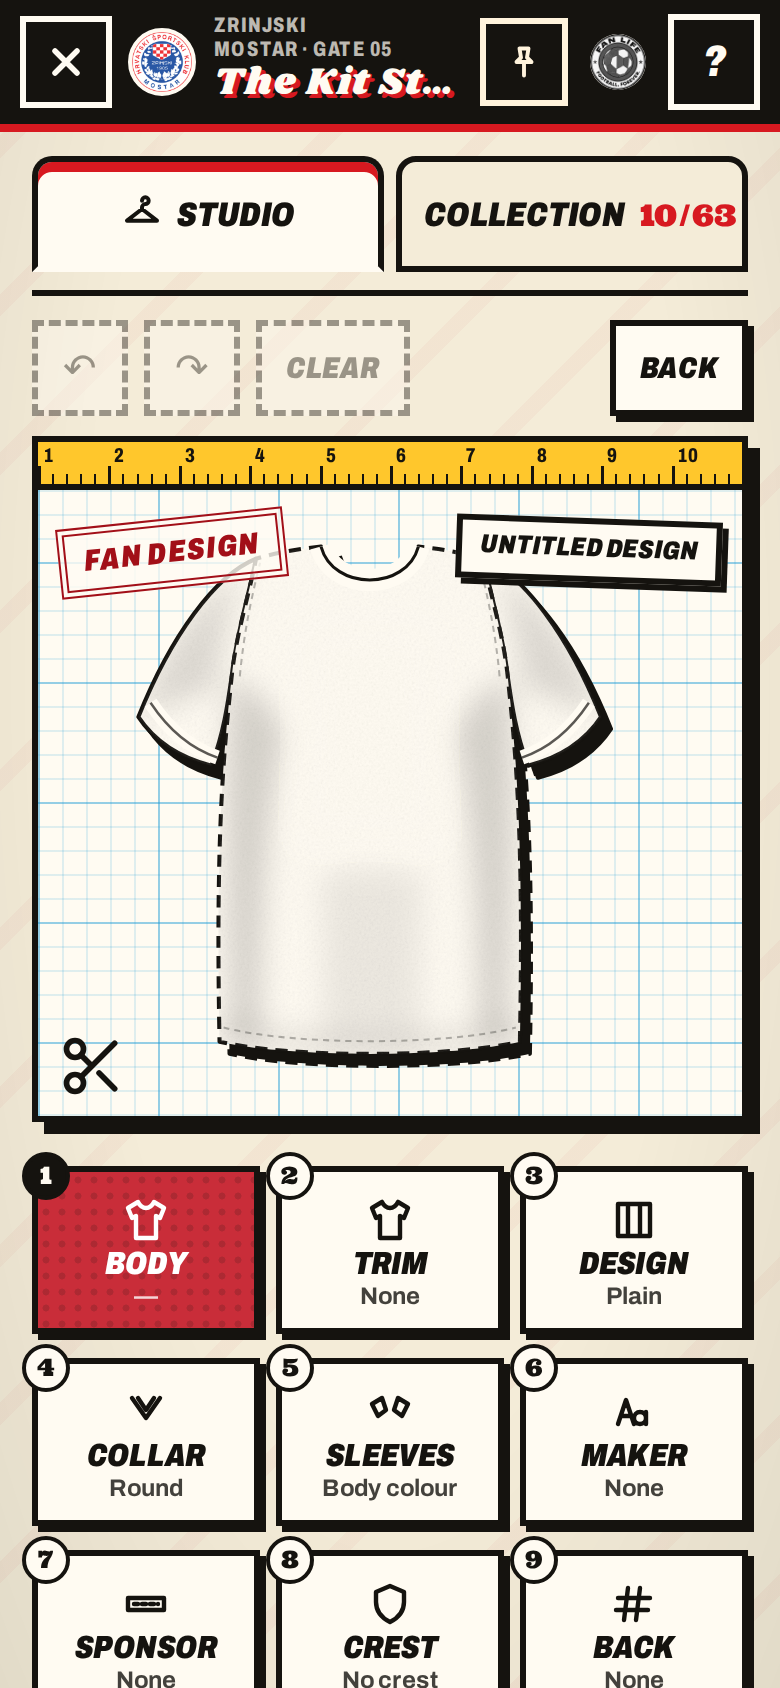 ZRINJSKI
MOSTAR · GATE 05
The Kit St…
?
STUDIO
COLLECTION 10/63
CLEAR
BACK
1 2 3 4 5 6 7 8 9 10
FAN DESIGN
UNTITLED DESIGN
1 2 3
BODY TRIM DESIGN
— None Plain
4 5 6
COLLAR SLEEVES MAKER
Round Body colour None
7 8 9
SPONSOR CREST BACK
None No crest None